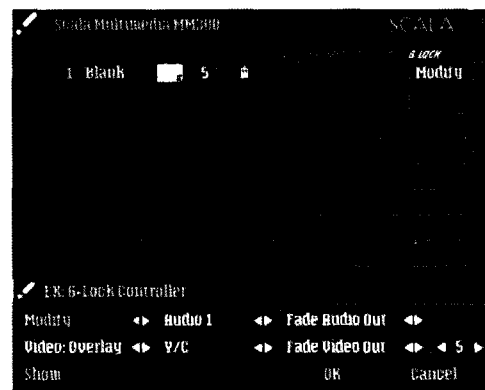 Scala Multimedia MM300 SCALA
G LOCK
1 Blank 5 Modify
EX: G-Lock Controller
Modify Audio 1 Fade Audio Out
Video: Overlay Y/C Fade Video Out 5
Show OK Cancel